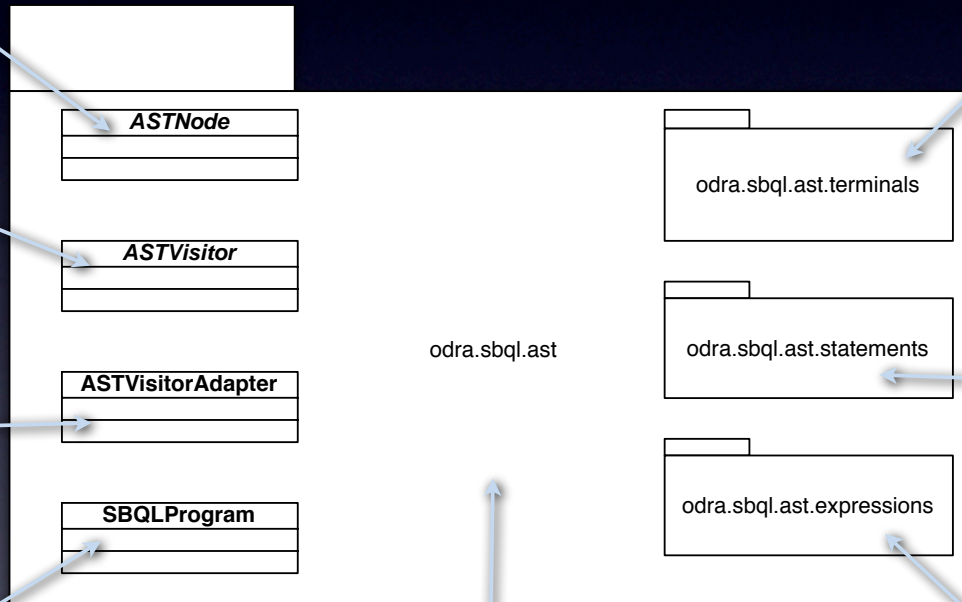 ASTNode
ASTVisitor
ASTVisitorAdapter
SBQLProgram
odra.sbql.ast
odra.sbql.ast.terminals
odra.sbql.ast.statements
odra.sbql.ast.expressions